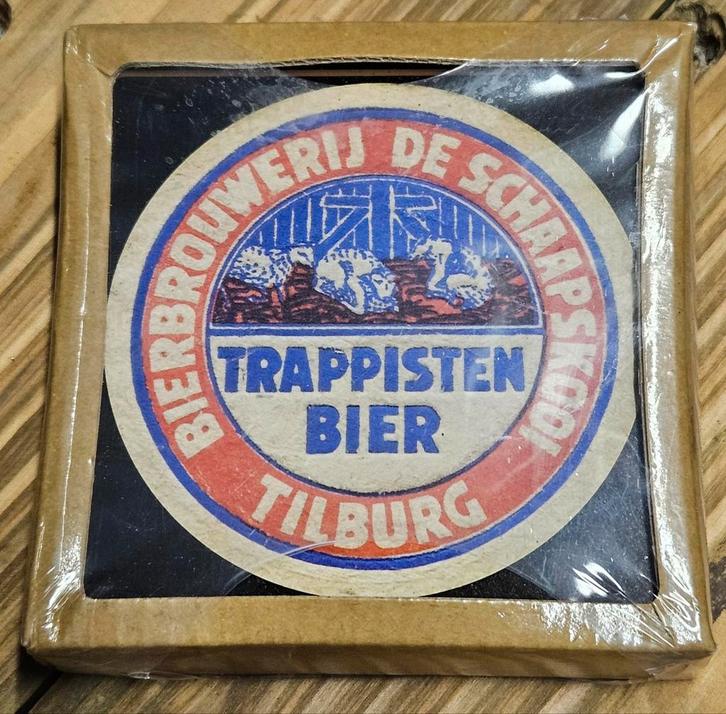 BIERBROUWERIJ DE SCHAAPSKOOI
TRAPPISTEN
BIER
TILBURG